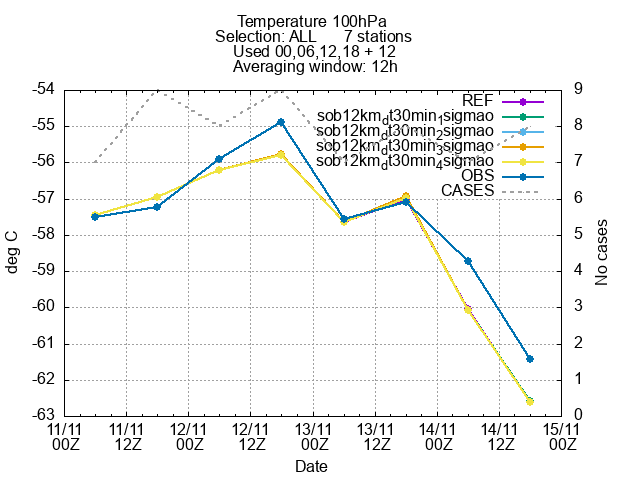 Temperature 100hPa
Selection: ALL 7 stations
Used 00,06,12,18 + 12
Averaging window: 12h
deg C
-54
-55
-56
-57
-58
-59
-60
-61
-62
-63
REF
sob12km_dt30min_1sigmao
sob12km_dt30min_2sigmao
sob12km_dt30min_3sigmao
sob12km_dt30min_4sigmao
OBS
CASES
9
8
7
6
5
4
3
2
1
0
No cases
11/11 11/11 12/11 12/11 13/11 13/11 14/11 14/11 15/11
00Z 12Z 00Z 12Z 00Z 12Z 00Z 12Z 00Z
Date